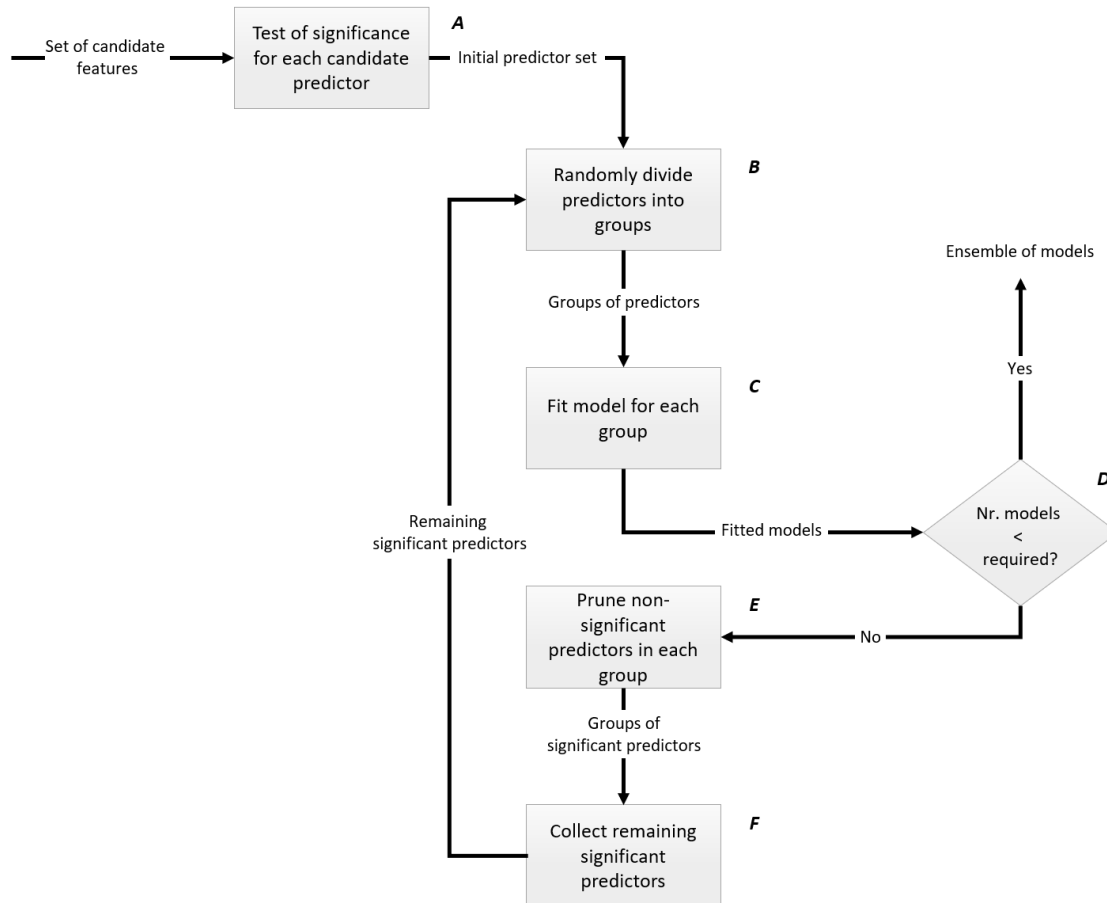 A
Set of candidate
features
Test of significance
for each candidate
predictor
Initial predictor set
B
Randomly divide
predictors into
groups
Ensemble of models
Groups of predictors
Yes
C
Fit model for each
group
D
Nr. models
<
required?
Fitted models
Remaining
significant predictors
E
Prune non-
significant
predictors in each
group
No
Groups of
significant predictors
F
Collect remaining
significant
predictors